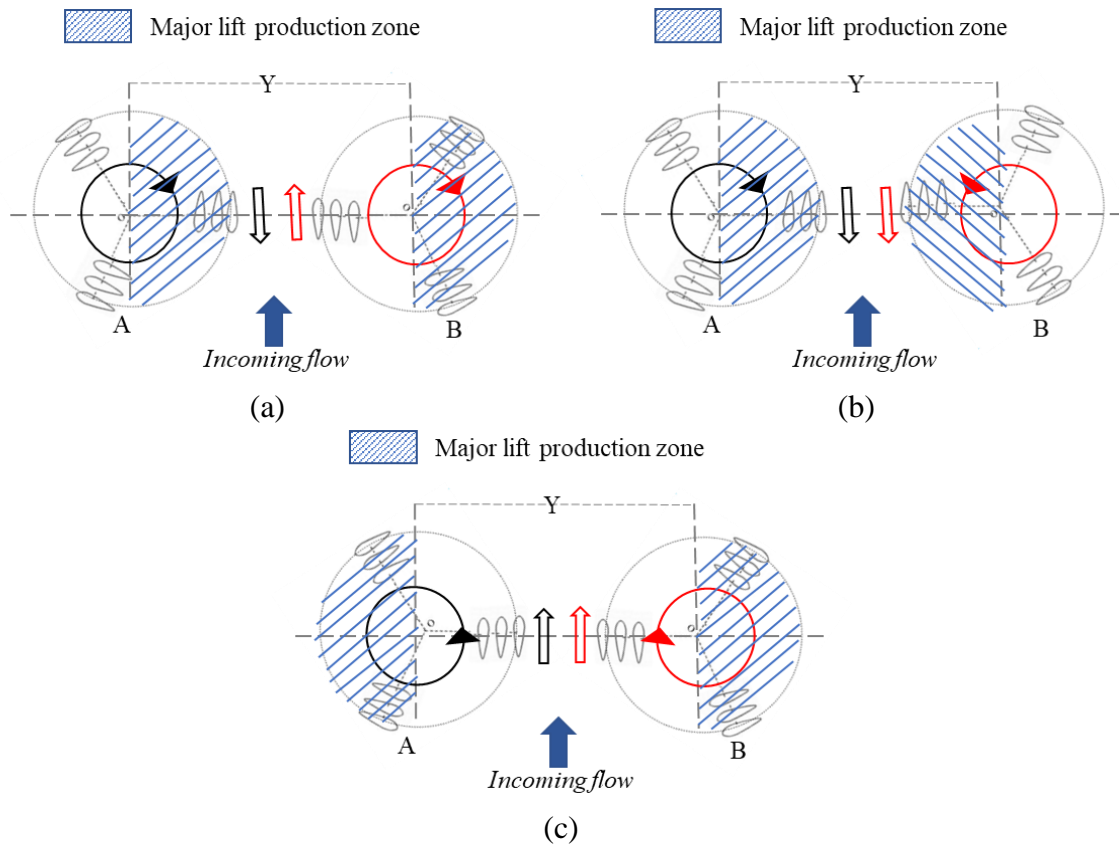 Major lift production zone
Y
o
o
A
B
Incoming flow
(a)
Major lift production zone
Y
o
o
A
B
Incoming flow
(b)
Major lift production zone
Y
o
o
A
B
Incoming flow
(c)